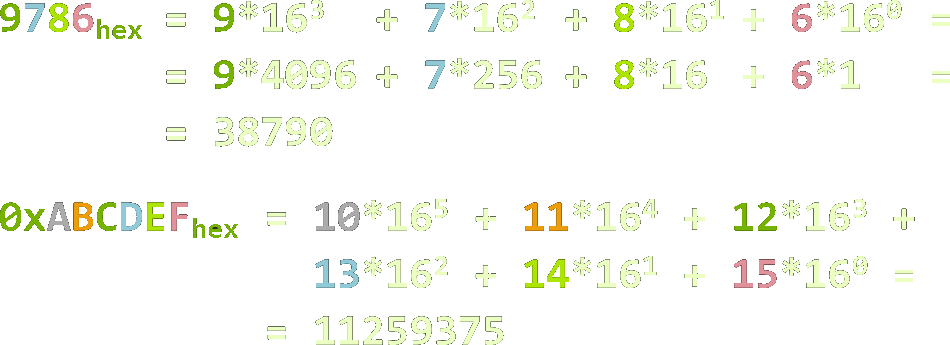 9786hex = 9*16³ + 7*16² + 8*16¹ + 6*16⁰ =
= 9*4096 + 7*256 + 8*16 + 6*1 =
= 38790
0xABCDEFhex = 10*16⁵ + 11*16⁴ + 12*16³ +
13*16² + 14*16¹ + 15*16⁰ =
= 11259375